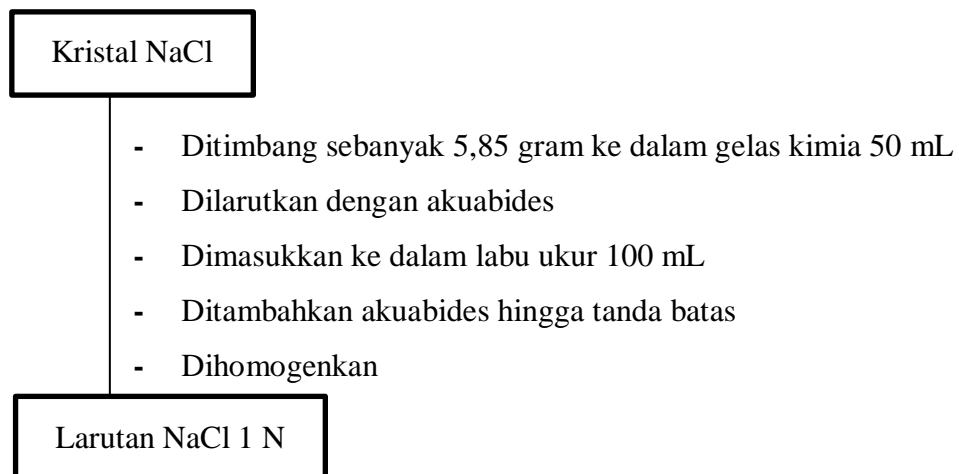 Kristal NaCl
- Ditimbang sebanyak 5,85 gram ke dalam gelas kimia 50 mL
- Dilarutkan dengan akuabides
- Dimasukkan ke dalam labu ukur 100 mL
- Ditambahkan akuabides hingga tanda batas
- Dihomogenkan
Larutan NaCl 1 N